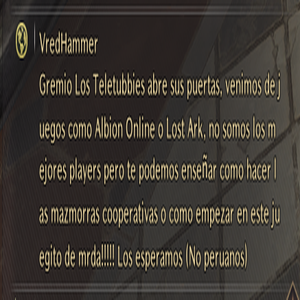 VredHammer
Gremio Los Teletubbies abre sus puertas, venimos de j
uegos como Albion Online o Lost Ark, no somos los m
ejores players pero te podemos enseñar como hacer l
as mazmorras cooperativas o como empezar en este ju
egito de mrda!!!!! Los esperamos (No peruanos)